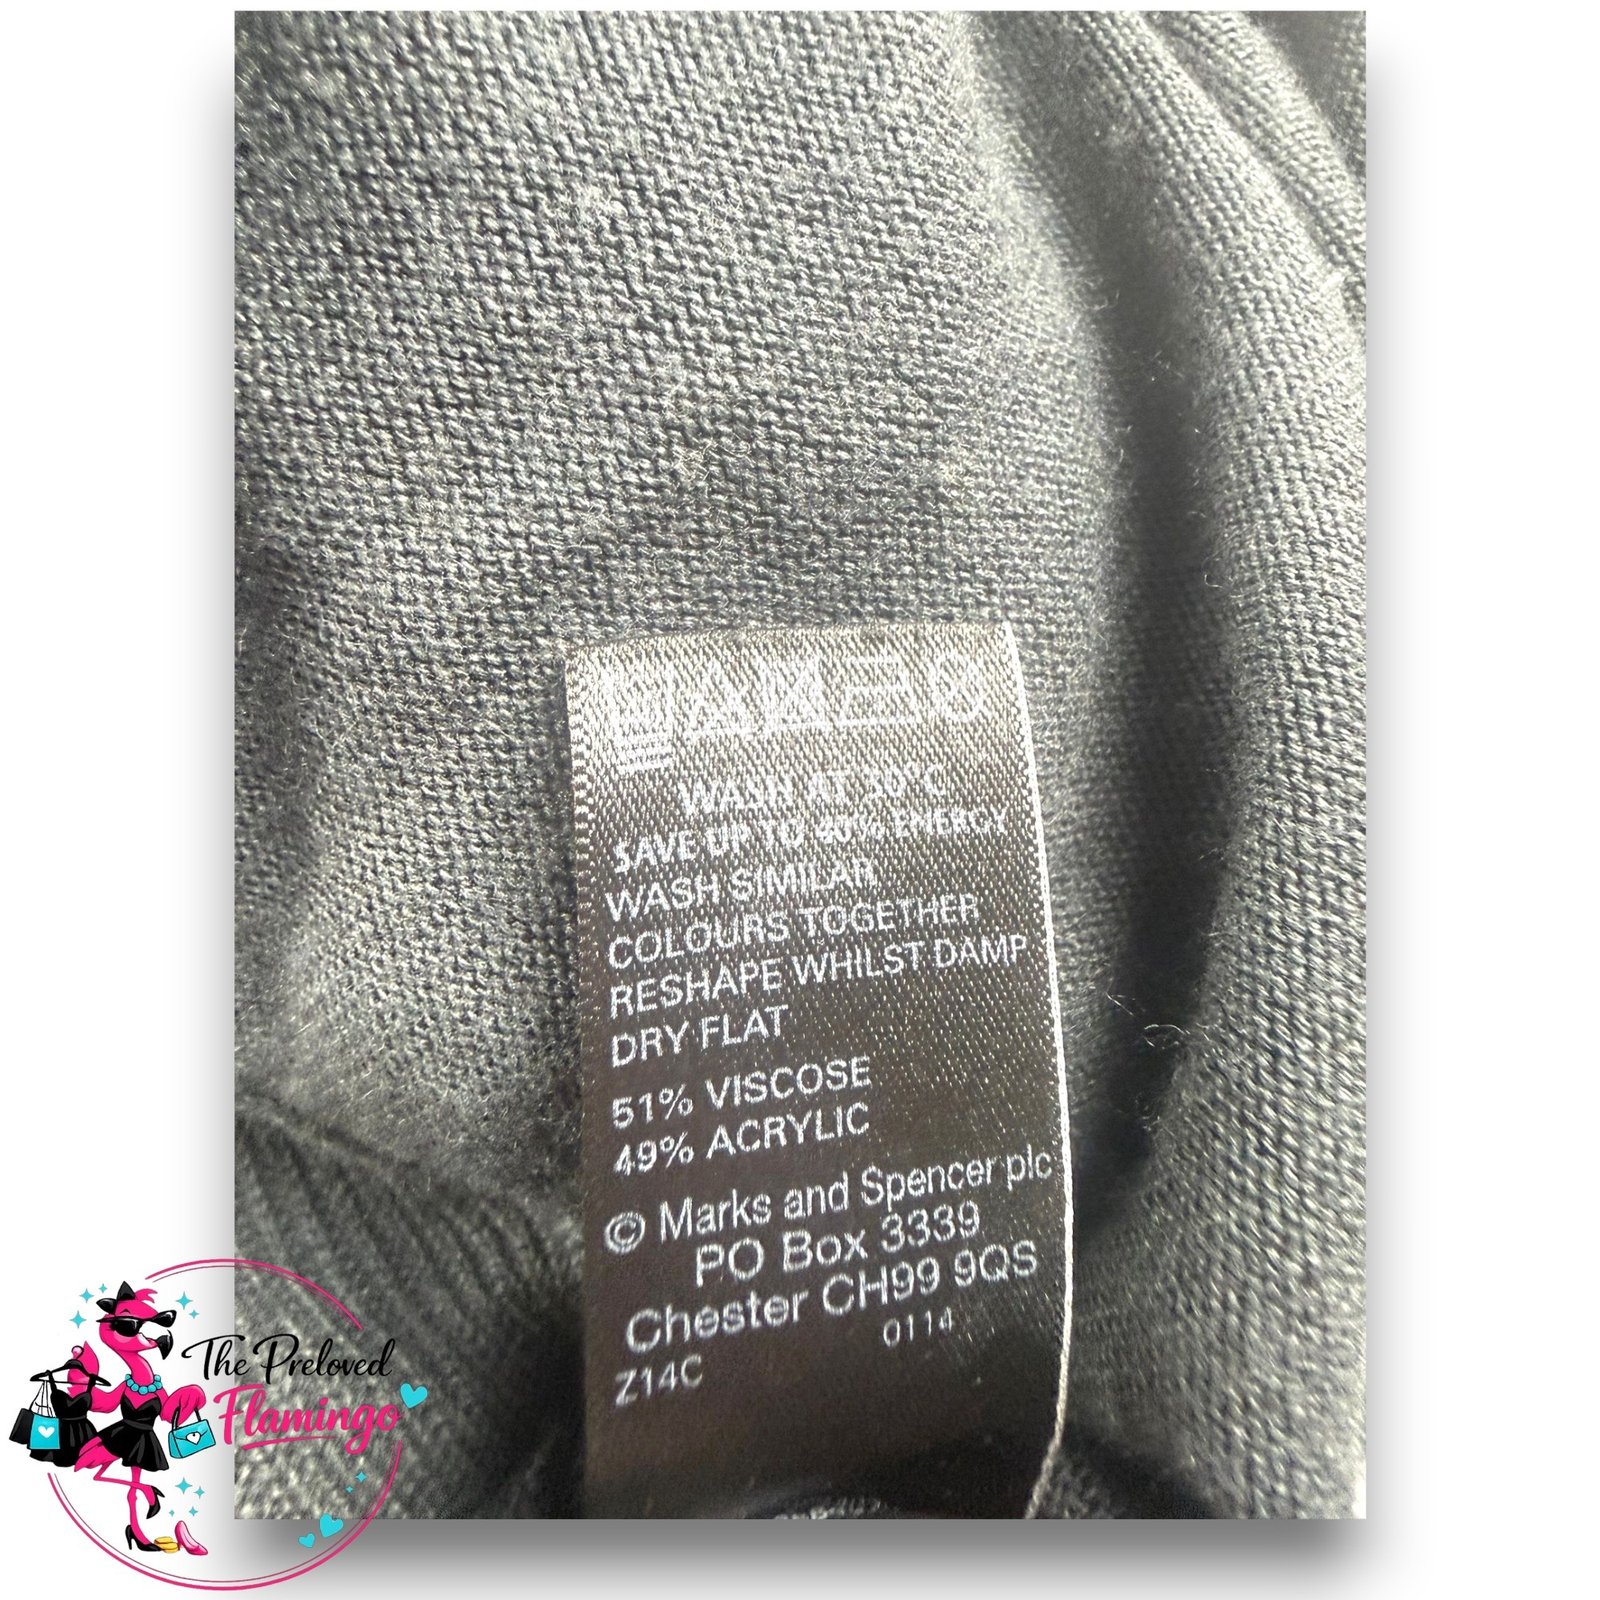 WASH AT 30°C
SAVE UP TO 40% ENERGY
WASH SIMILAR
COLOURS TOGETHER
RESHAPE WHILST DAMP
DRY FLAT
51% VISCOSE
49% ACRYLIC
© Marks and Spencer plc
PO Box 3339
Chester CH99 9QS
0114
Z14C
The Preloved
Flamingo